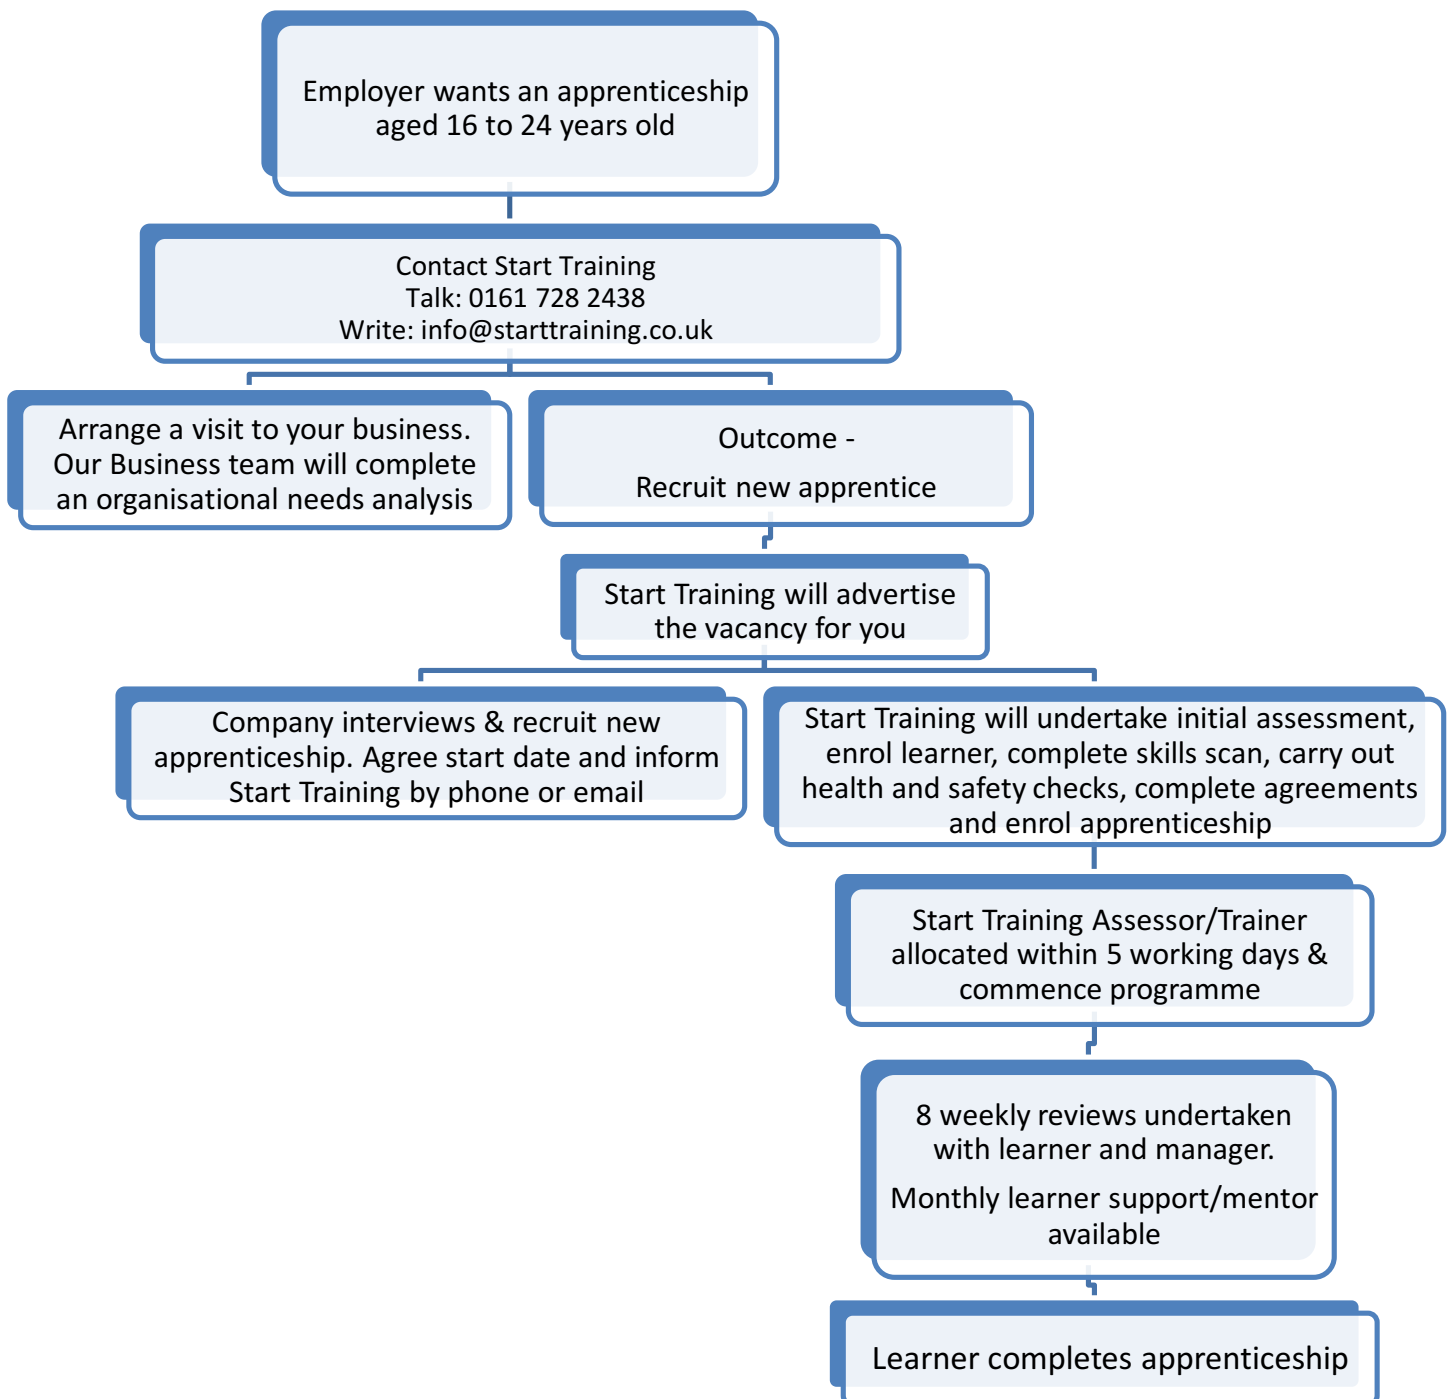 Employer wants an apprenticeship
aged 16 to 24 years old
Contact Start Training
Talk: 0161 728 2438
Write: info@starttraining.co.uk
Arrange a visit to your business.
Our Business team will complete
an organisational needs analysis
Outcome -
Recruit new apprentice
Start Training will advertise
the vacancy for you
Company interviews & recruit new
apprenticeship. Agree start date and inform
Start Training by phone or email
Start Training will undertake initial assessment,
enrol learner, complete skills scan, carry out
health and safety checks, complete agreements
and enrol apprenticeship
Start Training Assessor/Trainer
allocated within 5 working days &
commence programme
8 weekly reviews undertaken
with learner and manager.
Monthly learner support/mentor
available
Learner completes apprenticeship